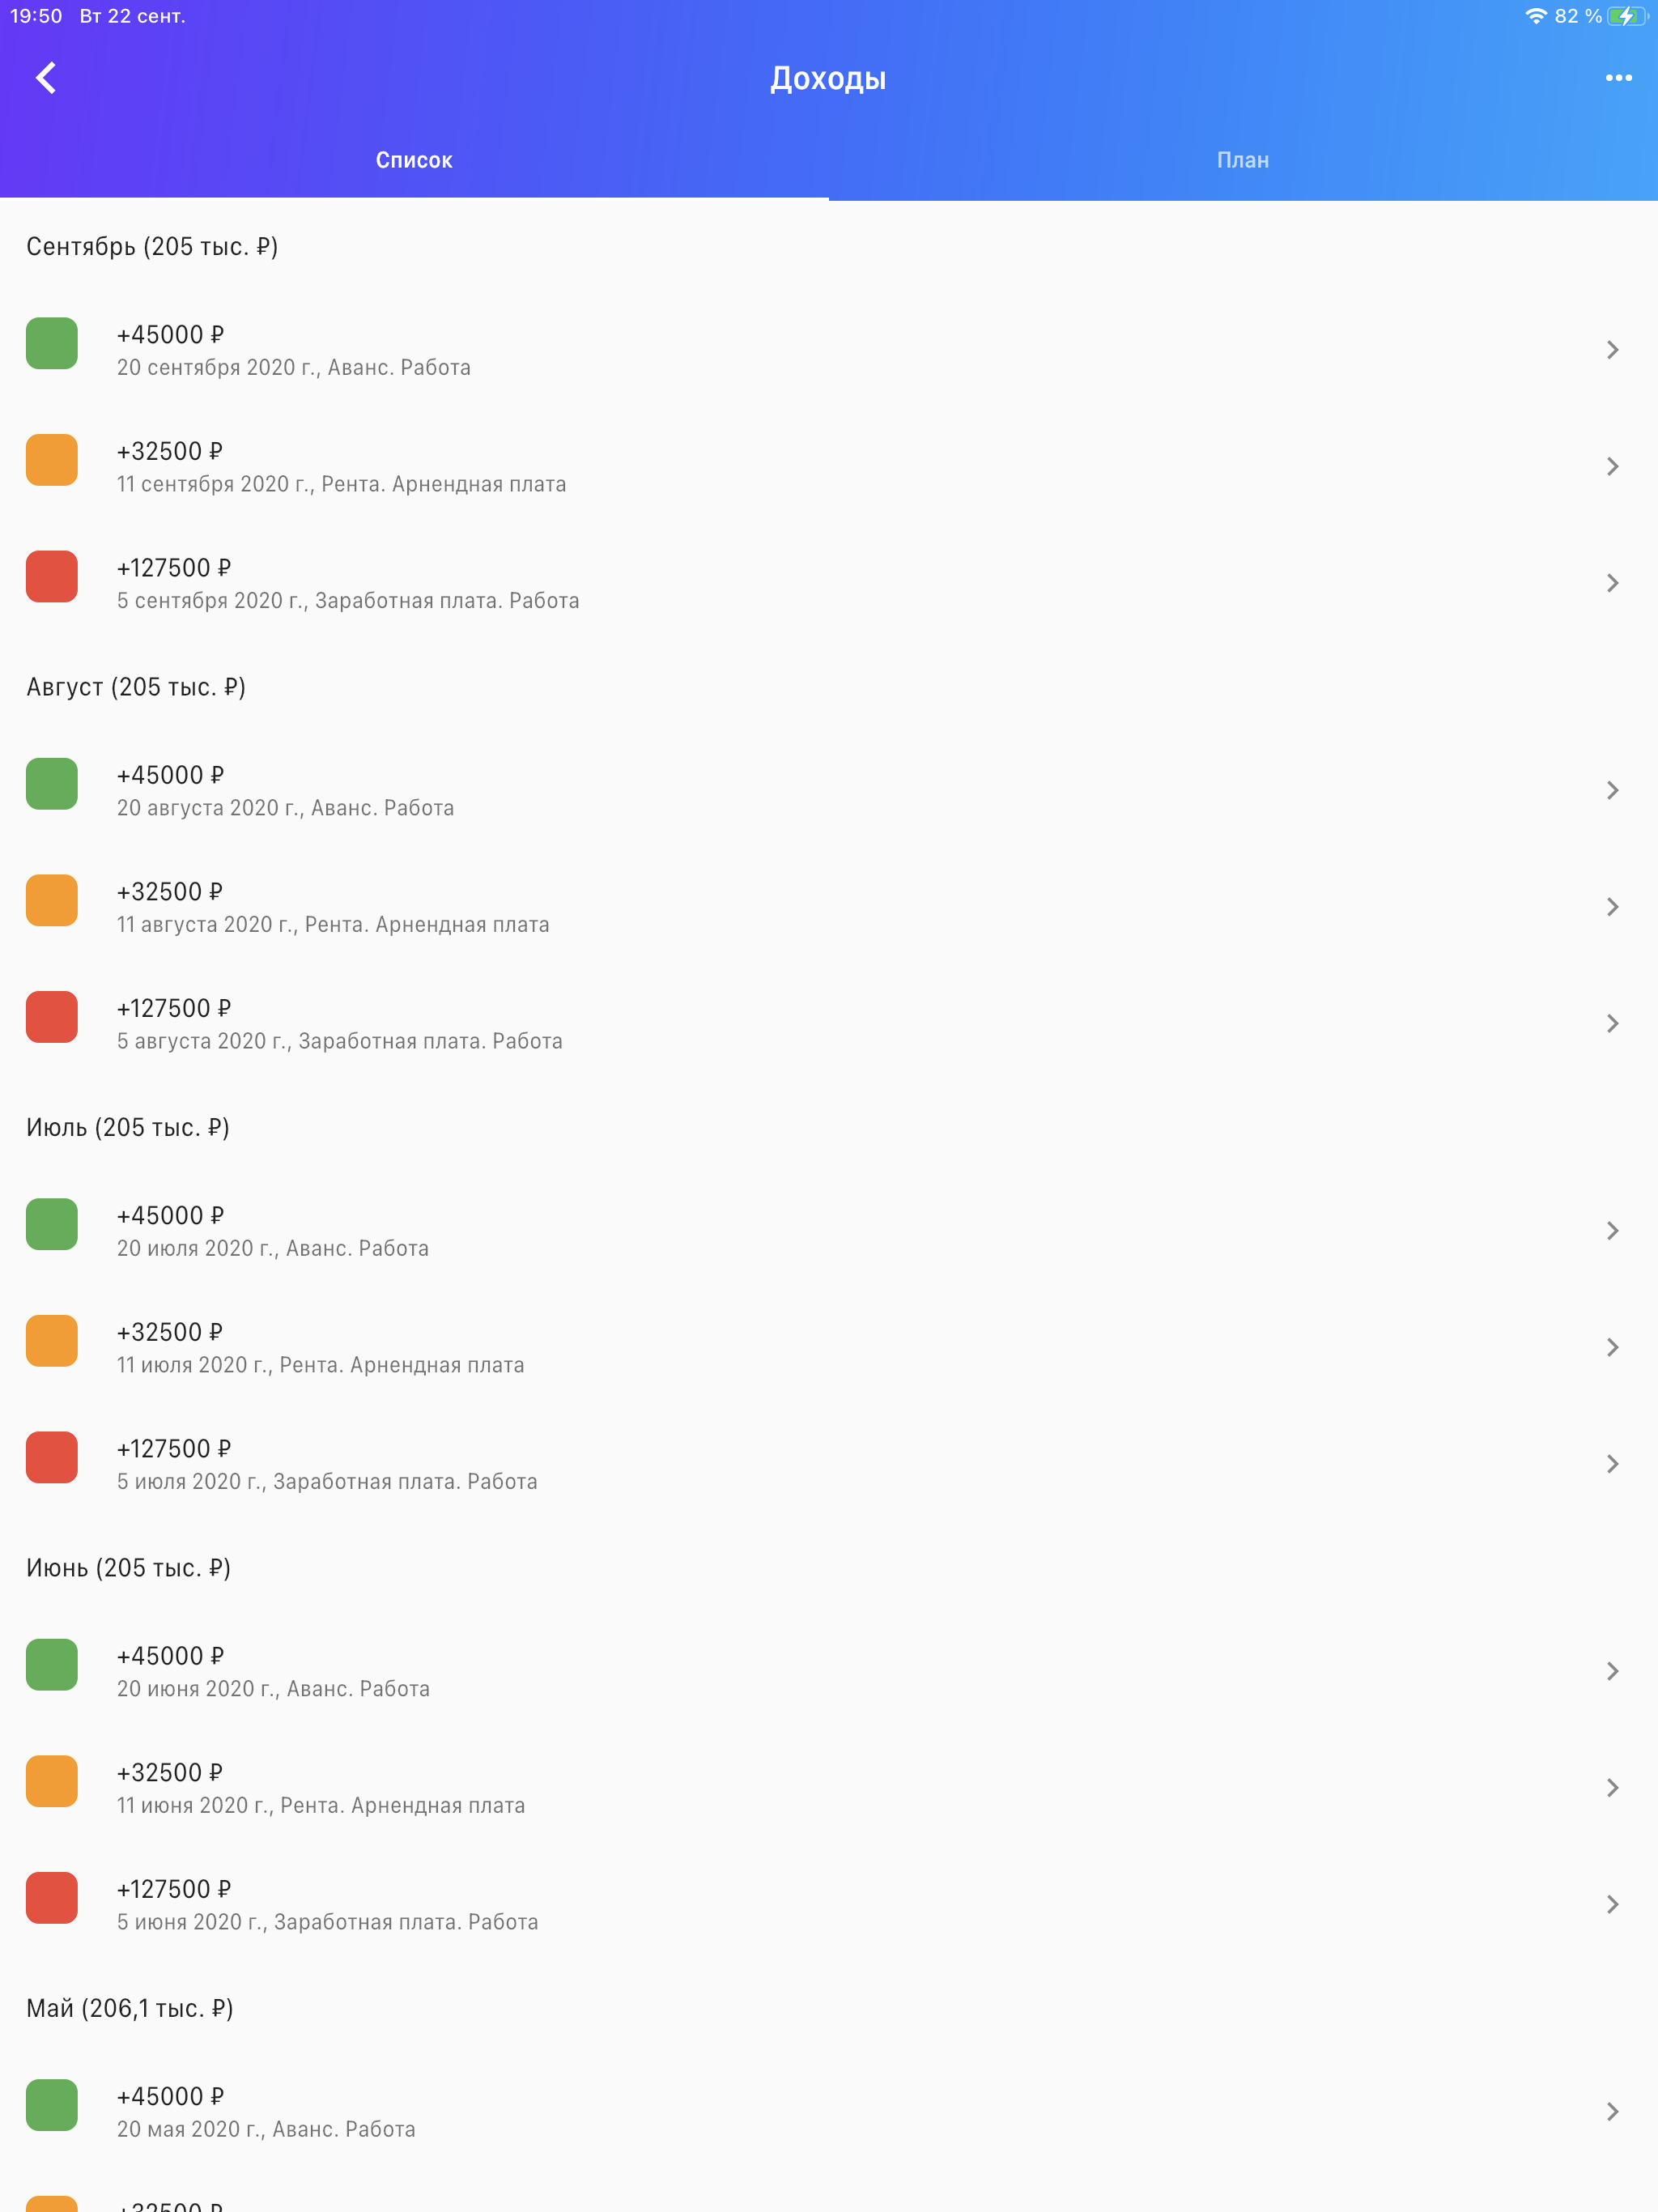 19:50 Вт 22 сент. 82 %
Доходы
Список План
Сентябрь (205 тыс. ₽)
+45000 ₽
20 сентября 2020 г., Аванс. Работа
+32500 ₽
11 сентября 2020 г., Рента. Арнендная плата
+127500 ₽
5 сентября 2020 г., Заработная плата. Работа
Август (205 тыс. ₽)
+45000 ₽
20 августа 2020 г., Аванс. Работа
+32500 ₽
11 августа 2020 г., Рента. Арнендная плата
+127500 ₽
5 августа 2020 г., Заработная плата. Работа
Июль (205 тыс. ₽)
+45000 ₽
20 июля 2020 г., Аванс. Работа
+32500 ₽
11 июля 2020 г., Рента. Арнендная плата
+127500 ₽
5 июля 2020 г., Заработная плата. Работа
Июнь (205 тыс. ₽)
+45000 ₽
20 июня 2020 г., Аванс. Работа
+32500 ₽
11 июня 2020 г., Рента. Арнендная плата
+127500 ₽
5 июня 2020 г., Заработная плата. Работа
Май (206,1 тыс. ₽)
+45000 ₽
20 мая 2020 г., Аванс. Работа
+32500 ₽